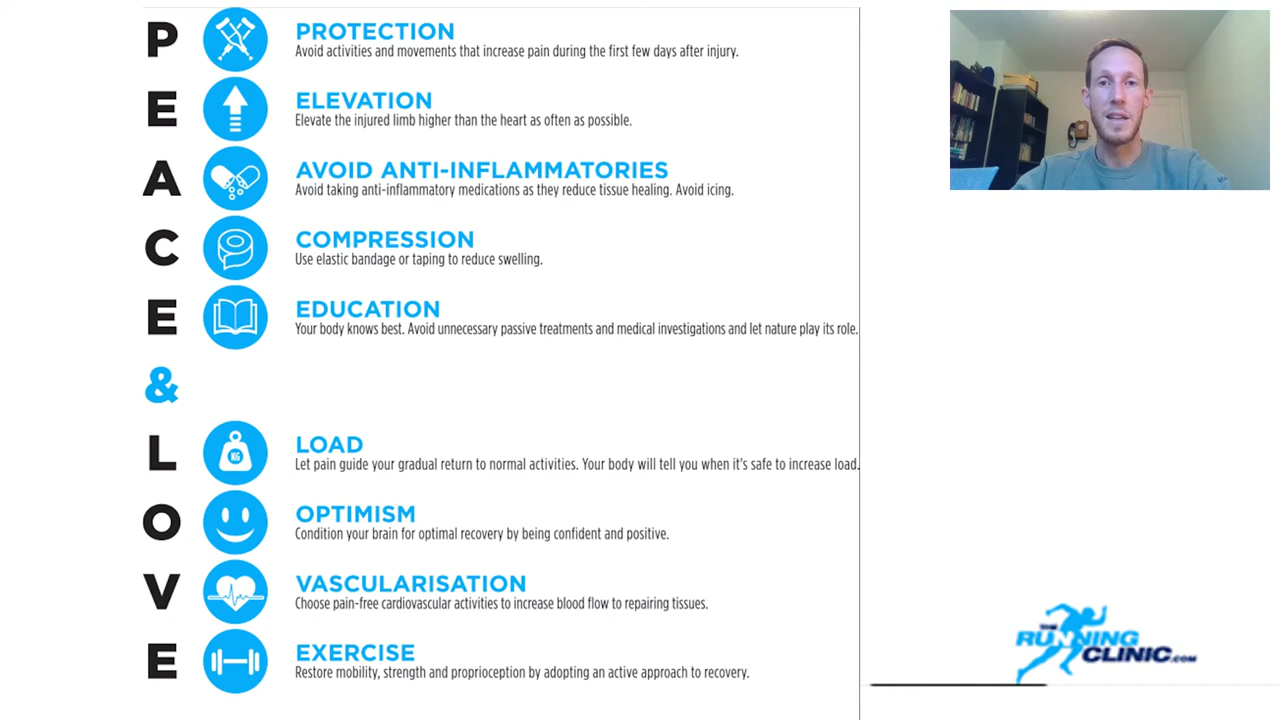 P
PROTECTION
Avoid activities and movements that increase pain during the first few days after injury.
E
ELEVATION
Elevate the injured limb higher than the heart as often as possible.
A
AVOID ANTI-INFLAMMATORIES
Avoid taking anti-inflammatory medications as they reduce tissue healing. Avoid icing.
C
COMPRESSION
Use elastic bandage or taping to reduce swelling.
E
EDUCATION
Your body knows best. Avoid unnecessary passive treatments and medical investigations and let nature play its role.
&
L
KG
LOAD
Let pain guide your gradual return to normal activities. Your body will tell you when it's safe to increase load.
O
OPTIMISM
Condition your brain for optimal recovery by being confident and positive.
V
VASCULARISATION
Choose pain-free cardiovascular activities to increase blood flow to repairing tissues.
E
EXERCISE
Restore mobility, strength and proprioception by adopting an active approach to recovery.
THE
RUNNING
CLINIC.COM